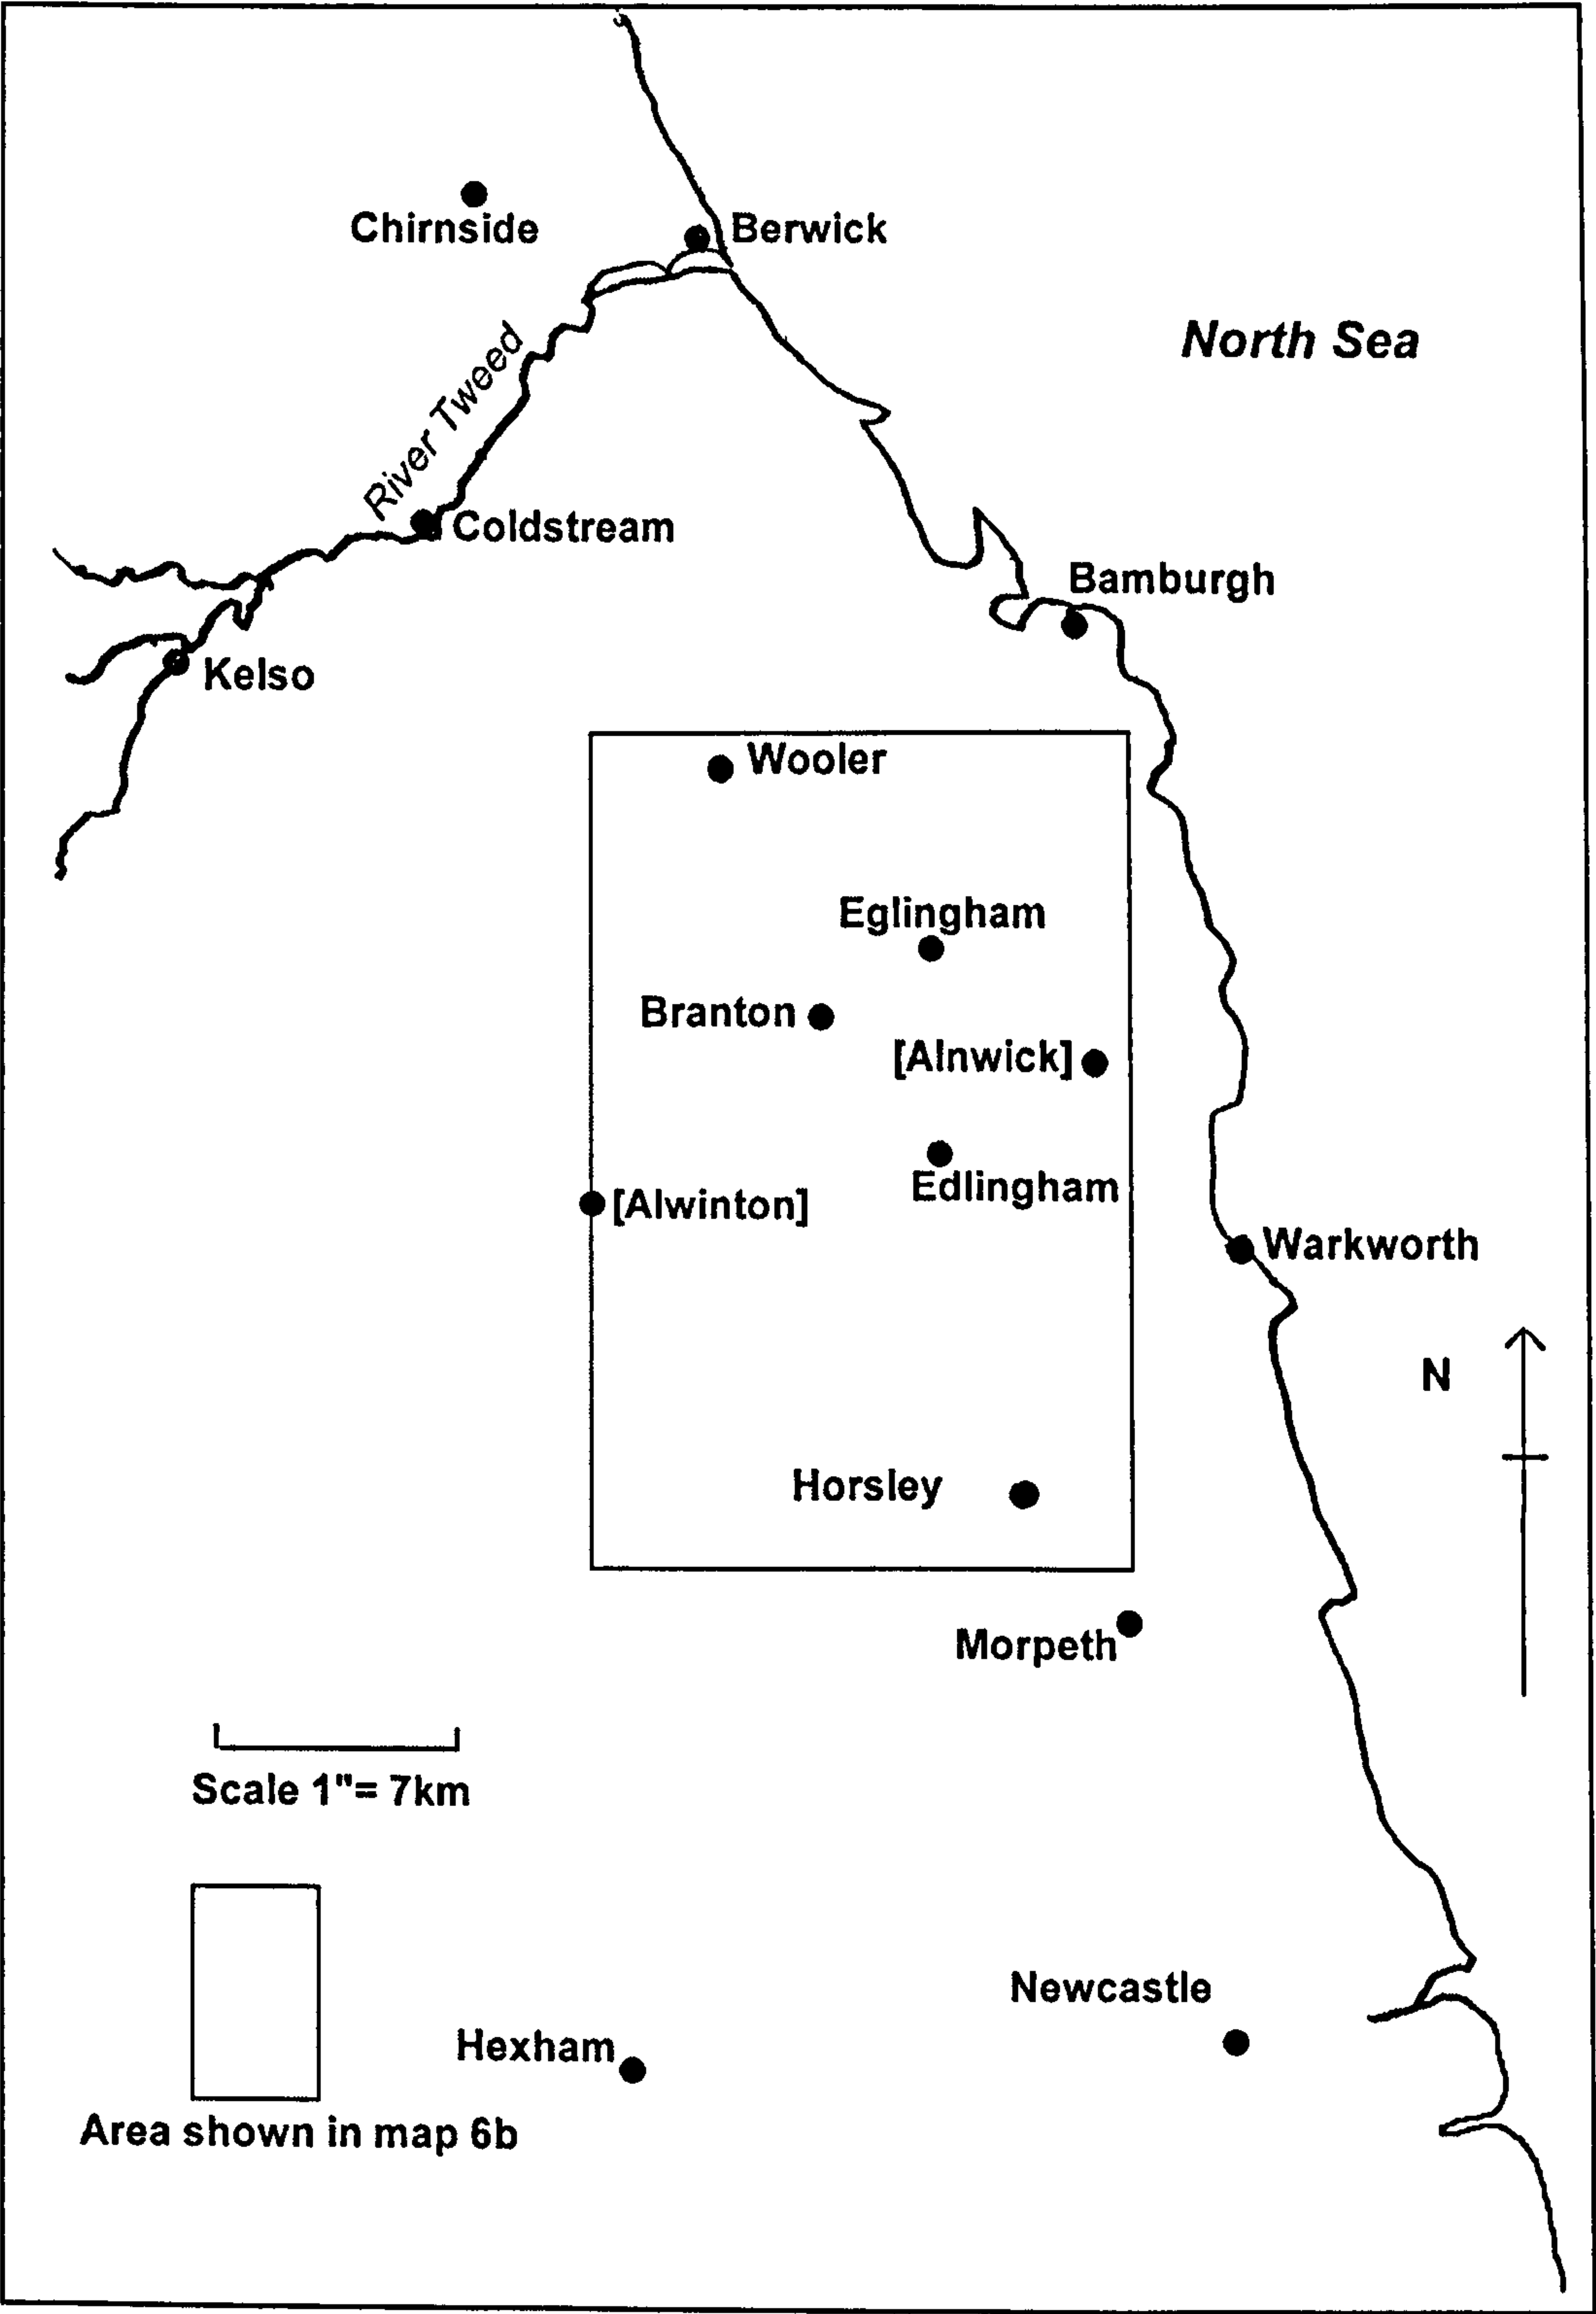 Chirnside
Berwick
North Sea
River Tweed
Coldstream
Bamburgh
Kelso
Wooler
Eglingham
Branton
[Alnwick]
Edlingham
[Alwinton]
Warkworth
N
Horsley
Morpeth
Scale 1"= 7km
Newcastle
Hexham
Area shown in map 6b